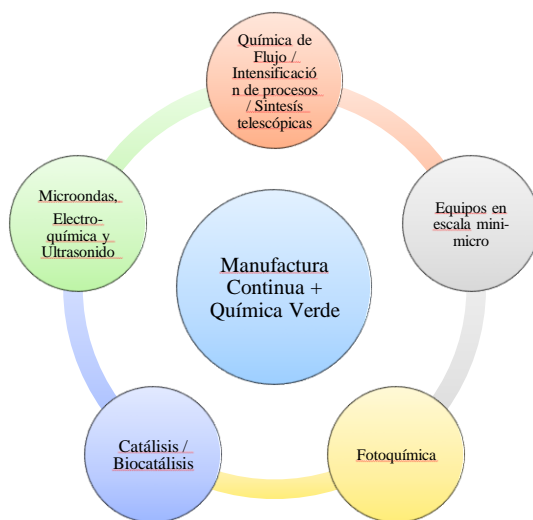 Química de
Flujo /
Intensificació
n de procesos
/ Sintesís
telescópicas
Equipos en
escala mini-
micro
Fotoquímica
Catálisis /
Biocatálisis
Microondas,
Electro-
química y
Ultrasonido
Manufactura
Continua +
Química Verde